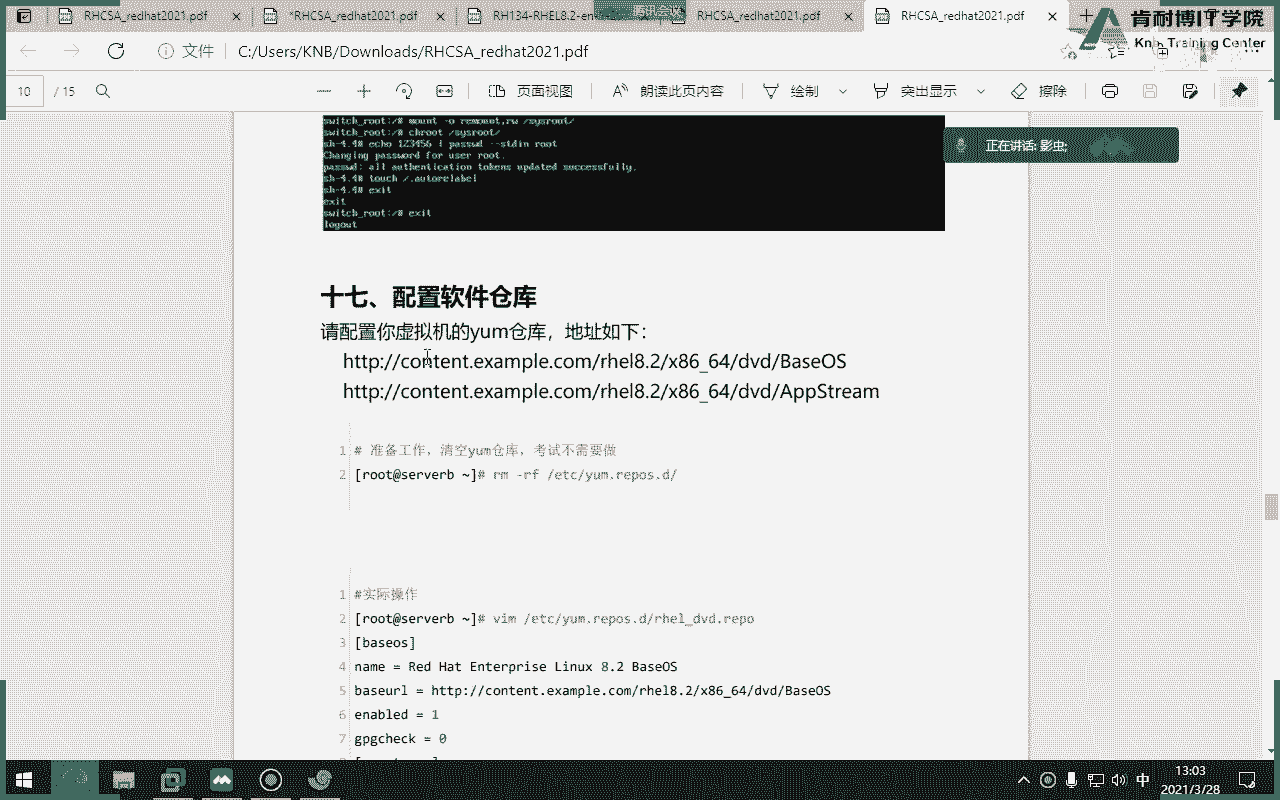 RHCSA_redhat2021.pdf
*RHCSA_redhat2021.pdf
RH134-RHEL8.2-en-
腾讯会议
RHCSA_redhat2021.pdf
RHCSA_redhat2021.pdf
肯耐博IT学院
Training Center
文件
C:/Users/KNB/Downloads/RHCSA_redhat2021.pdf
10 / 15
页面视图
朗读此页内容
绘制
突出显示
擦除
正在讲话: 影虫;
switch_root:/# mount -o remount,rw /sysroot/
switch_root:/# chroot /sysroot/
sh-4.4# echo 123456 | passwd --stdin root
Changing password for user root.
passwd: all authentication tokens updated successfully.
sh-4.4# touch /.autorelabel
sh-4.4# exit
exit
switch_root:/# exit
logout
十七、配置软件仓库
请配置你虚拟机的yum仓库，地址如下：
http://content.example.com/rhel8.2/x86_64/dvd/BaseOS
http://content.example.com/rhel8.2/x86_64/dvd/AppStream
1 # 准备工作，清空yum仓库，考试不需要做
2 [root@serverb ~]# rm -rf /etc/yum.repos.d/
1 #实际操作
2 [root@serverb ~]# vim /etc/yum.repos.d/rhel_dvd.repo
3 [baseos]
4 name = Red Hat Enterprise Linux 8.2 BaseOS
5 baseurl = http://content.example.com/rhel8.2/x86_64/dvd/BaseOS
6 enabled = 1
7 gpgcheck = 0
中
13:03
2021/3/28